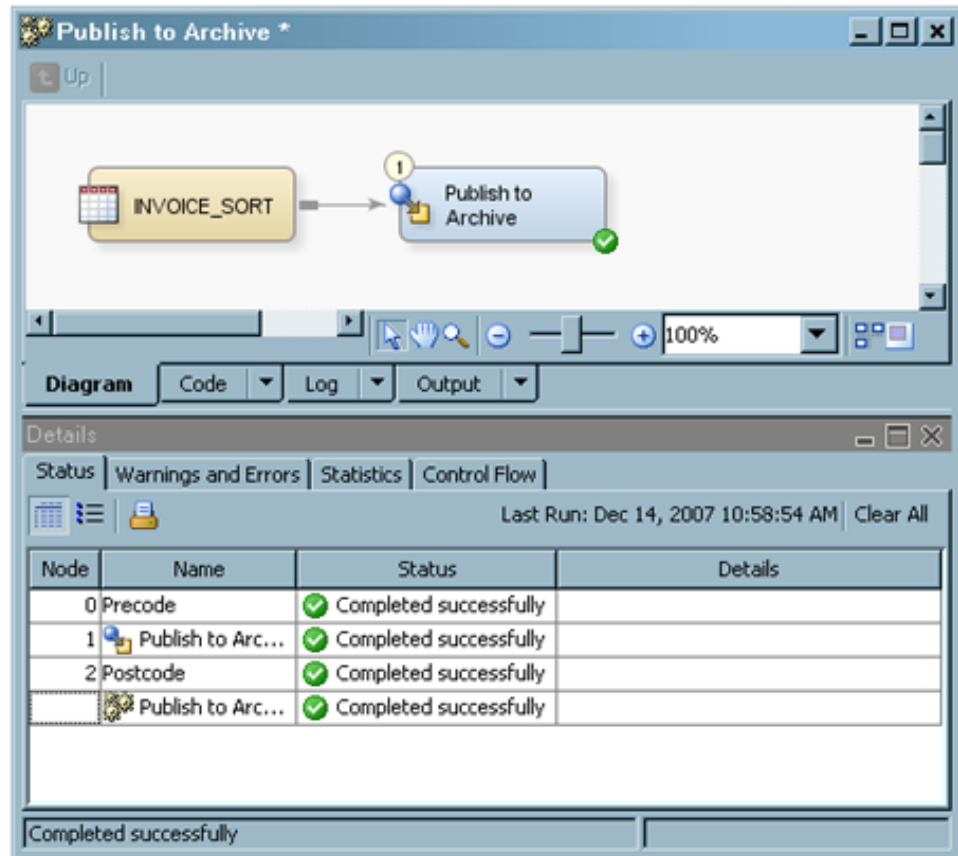 Publish to Archive *
Up
1
INVOICE_SORT
Publish to
Archive
100%
Diagram Code Log Output
Details
Status Warnings and Errors Statistics Control Flow
Last Run: Dec 14, 2007 10:58:54 AM Clear All
Node Name Status Details
0 Precode Completed successfully
1 Publish to Arc... Completed successfully
2 Postcode Completed successfully
Publish to Arc... Completed successfully
Completed successfully